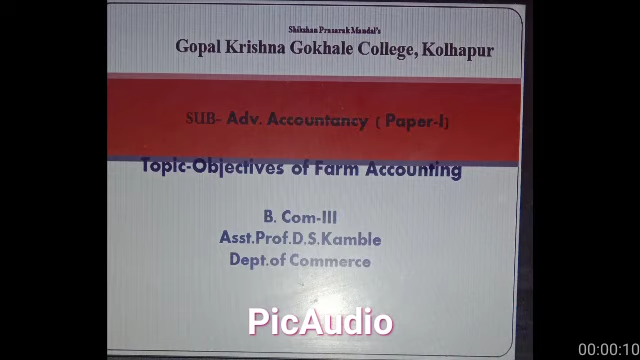 Shikshan Prasarak Mandal's
Gopal Krishna Gokhale College, Kolhapur
SUB- Adv. Accountancy ( Paper-I)
Topic-Objectives of Farm Accounting
B. Com-III
Asst.Prof.D.S.Kamble
Dept.of Commerce
PicAudio
00:00:10